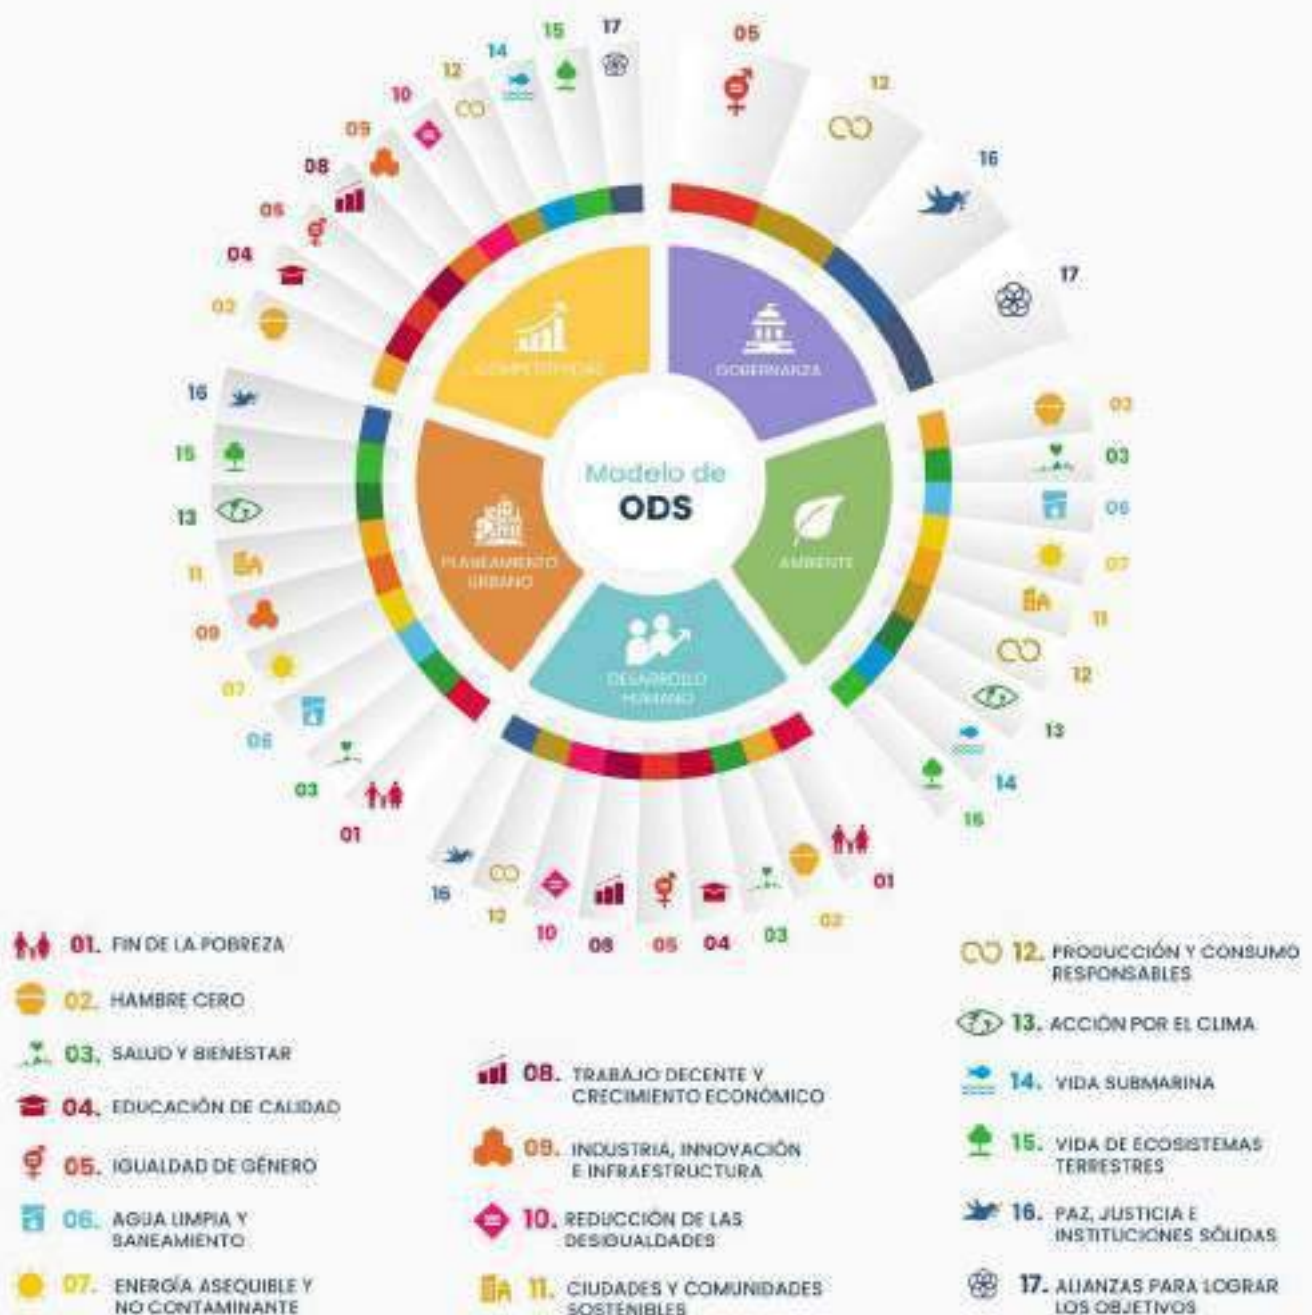 17
15
14
12
10
09
08
05
04
02
05
12
16
17
COMPETITIVIDAD
GOBERNANZA
16
15
13
11
09
07
06
03
01
Modelo de
ODS
PLANEAMIENTO
URBANO
AMBIENTE
DESARROLLO
HUMANO
02
03
06
07
11
12
13
14
15
16
12
10
08
05
04
03
02
01
01. FIN DE LA POBREZA
02. HAMBRE CERO
03. SALUD Y BIENESTAR
04. EDUCACIÓN DE CALIDAD
05. IGUALDAD DE GÉNERO
06. AGUA LIMPIA Y
SANEAMIENTO
07. ENERGÍA ASEQUIBLE Y
NO CONTAMINANTE
08. TRABAJO DECENTE Y
CRECIMIENTO ECONÓMICO
09. INDUSTRIA, INNOVACIÓN
E INFRAESTRUCTURA
10. REDUCCIÓN DE LAS
DESIGUALDADES
11. CIUDADES Y COMUNIDADES
SOSTENIBLES
12. PRODUCCIÓN Y CONSUMO
RESPONSABLES
13. ACCIÓN POR EL CLIMA
14. VIDA SUBMARINA
15. VIDA DE ECOSISTEMAS
TERRESTRES
16. PAZ, JUSTICIA E
INSTITUCIONES SÓLIDAS
17. ALIANZAS PARA LOGRAR
LOS OBJETIVO